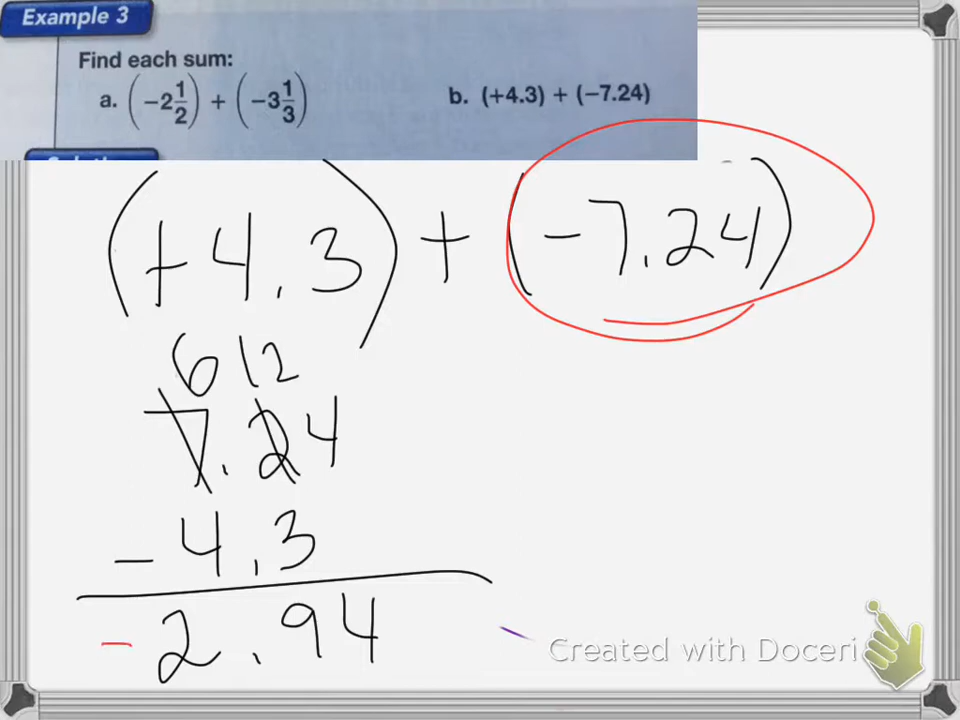 Example 3
Find each sum:
a. (−2 1/2) + (−3 1/3)
b. (+4.3) + (−7.24)
(+4.3) + (−7.24)
6 12
7.24
− 4.3
− 2.94
Created with Doceri